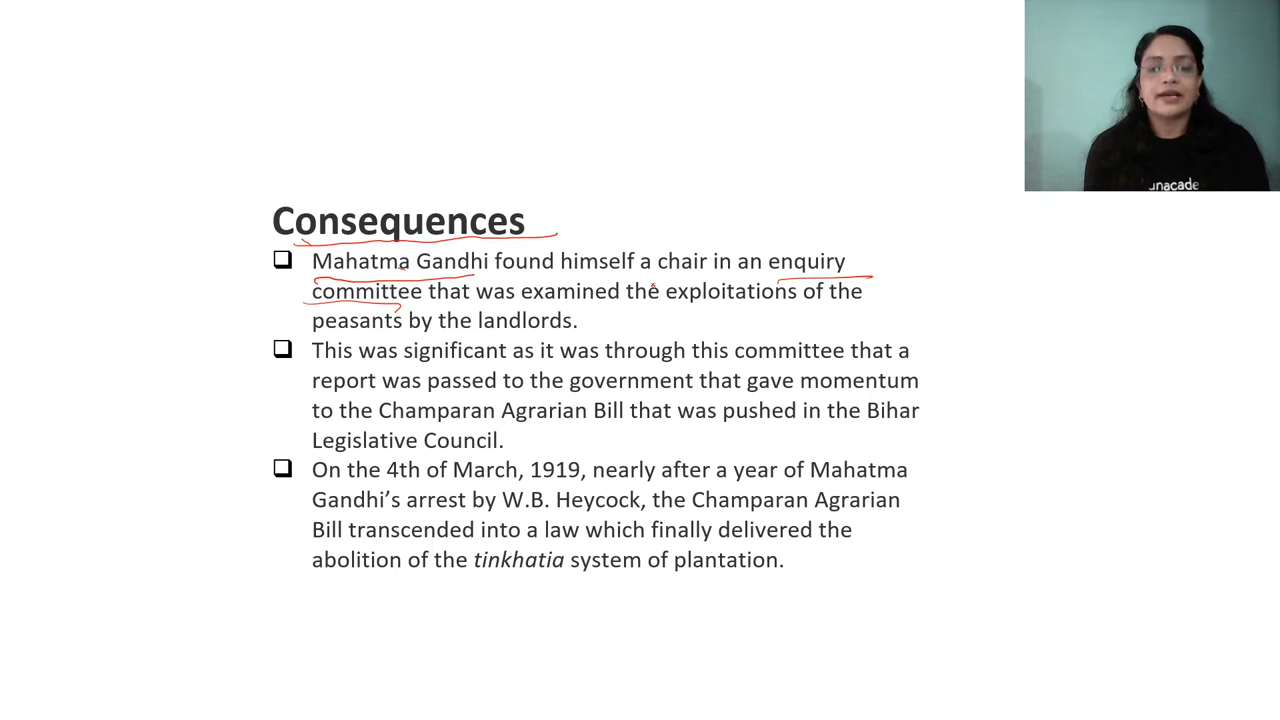 unacade
Consequences
Mahatma Gandhi found himself a chair in an enquiry
committee that was examined the exploitations of the
peasants by the landlords.
This was significant as it was through this committee that a
report was passed to the government that gave momentum
to the Champaran Agrarian Bill that was pushed in the Bihar
Legislative Council.
On the 4th of March, 1919, nearly after a year of Mahatma
Gandhi’s arrest by W.B. Heycock, the Champaran Agrarian
Bill transcended into a law which finally delivered the
abolition of the tinkhatia system of plantation.